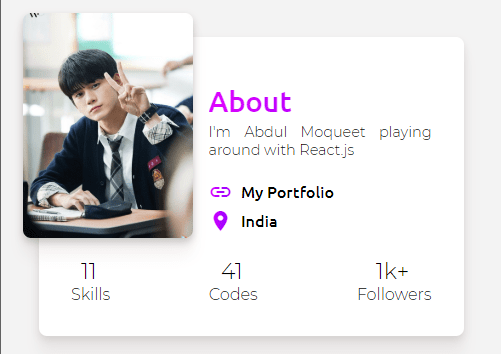 About
I'm Abdul Moqueet playing
around with React.js
My Portfolio
India
11
41
1k+
Skills
Codes
Followers